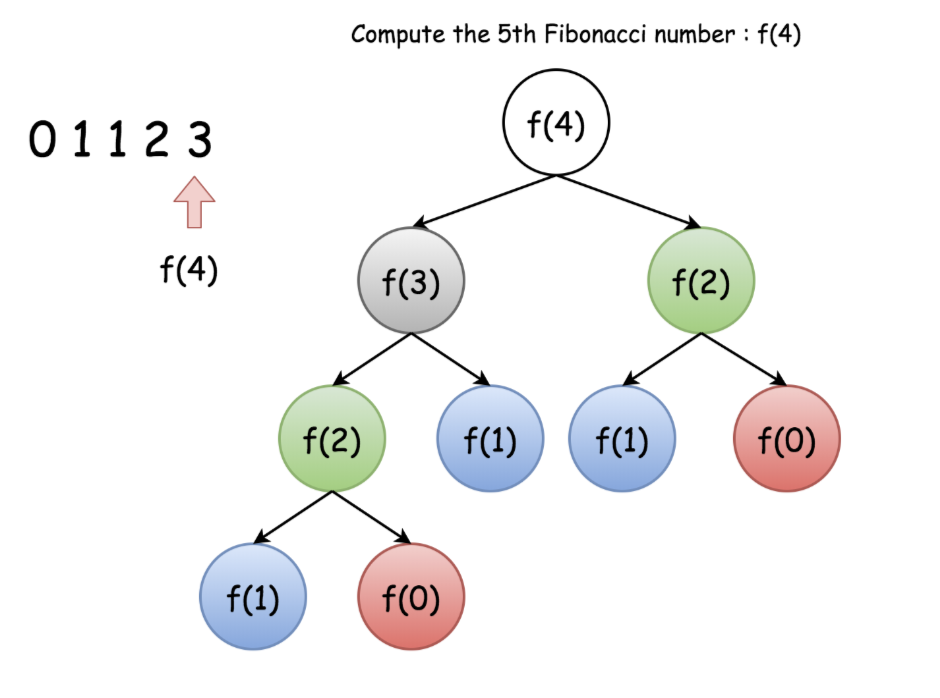 Compute the 5th Fibonacci number : f(4)
0 1 1 2 3
f(4)
f(4)
f(3)
f(2)
f(2)
f(1)
f(1)
f(0)
f(1)
f(0)